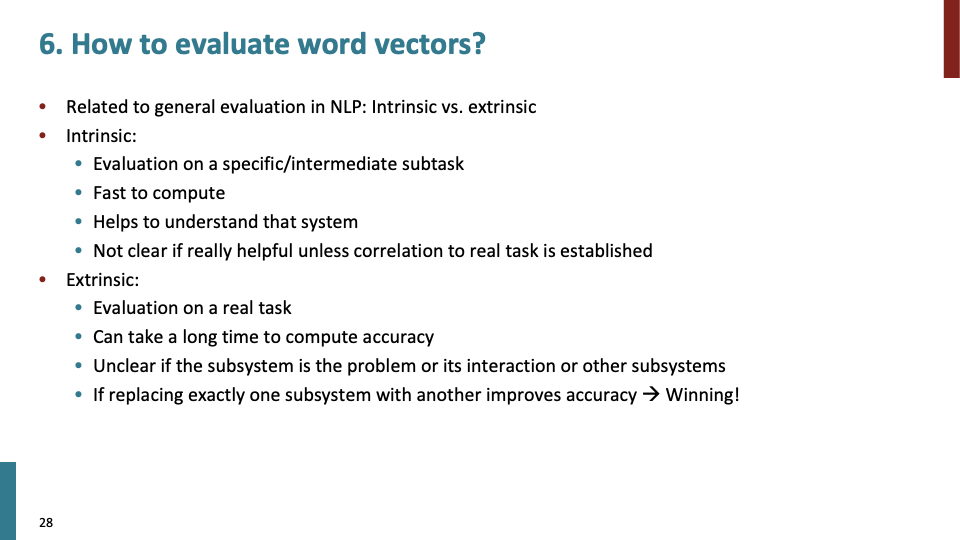 6. How to evaluate word vectors?
• Related to general evaluation in NLP: Intrinsic vs. extrinsic
• Intrinsic:
• Evaluation on a specific/intermediate subtask
• Fast to compute
• Helps to understand that system
• Not clear if really helpful unless correlation to real task is established
• Extrinsic:
• Evaluation on a real task
• Can take a long time to compute accuracy
• Unclear if the subsystem is the problem or its interaction or other subsystems
• If replacing exactly one subsystem with another improves accuracy → Winning!
28